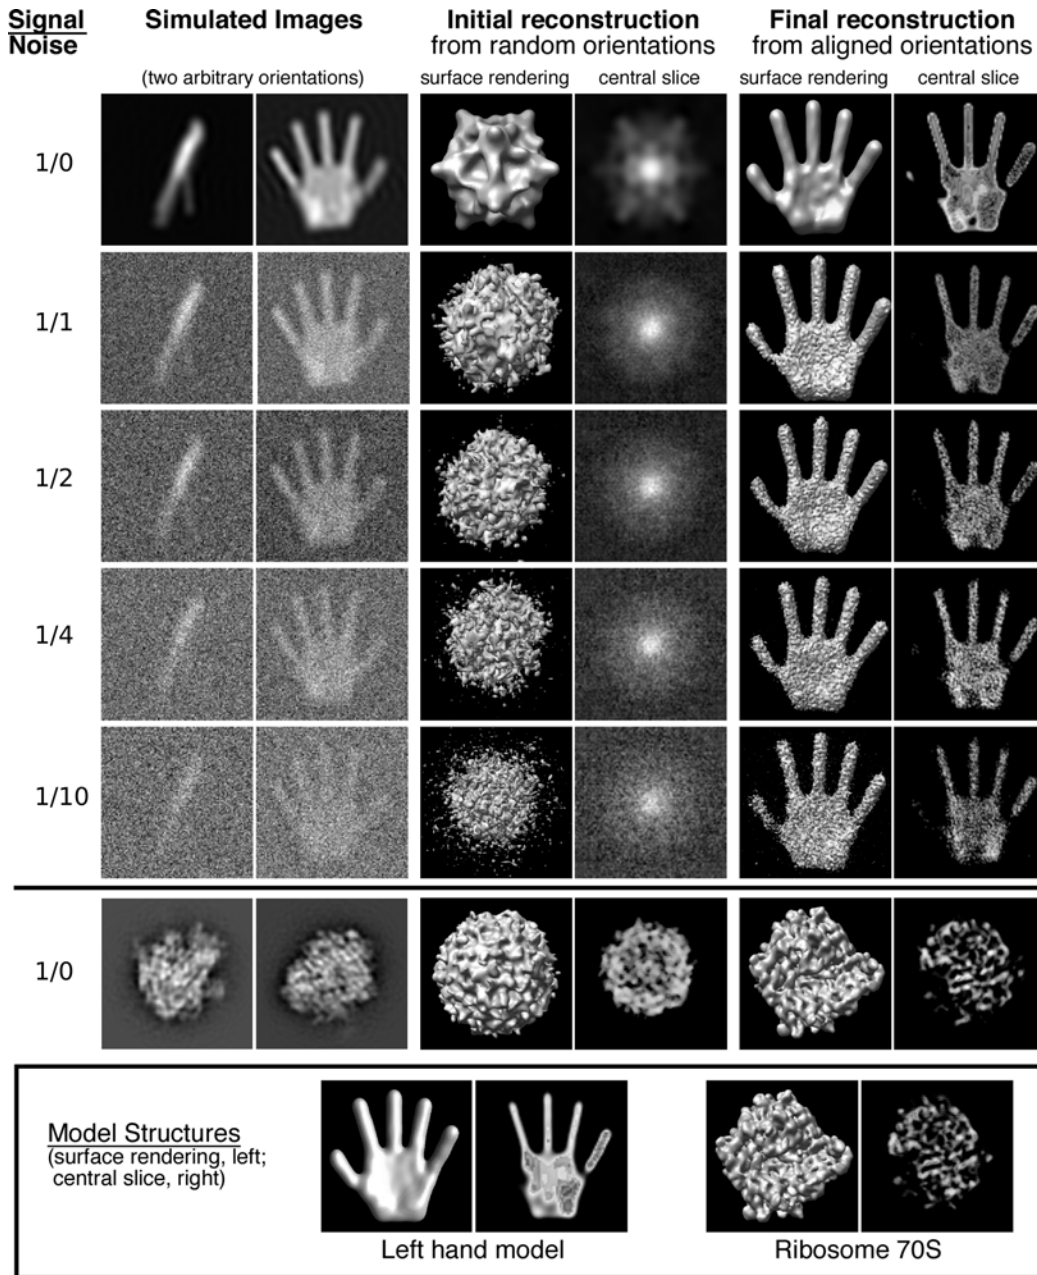 Signal
Noise
Simulated Images
(two arbitrary orientations)
Initial reconstruction
from random orientations
surface rendering central slice
Final reconstruction
from aligned orientations
surface rendering central slice
1/0
1/1
1/2
1/4
1/10
1/0
Model Structures
(surface rendering, left;
central slice, right)
Left hand model
Ribosome 70S